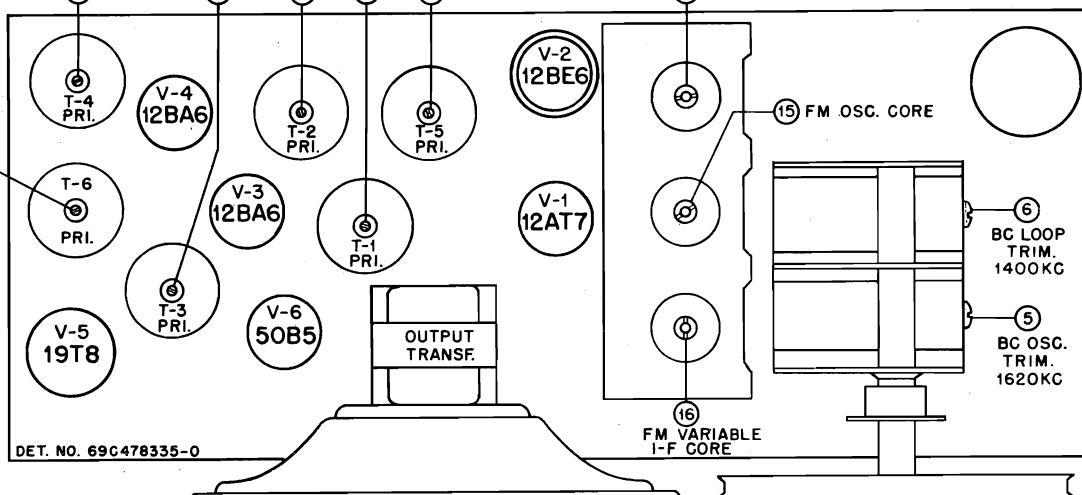 T-4
PRI.
V-4
12BA6
T-2
PRI.
T-5
PRI.
V-2
12BE6
15 FM OSC. CORE
T-6
PRI.
V-3
12BA6
T-1
PRI.
V-1
12AT7
6
BC LOOP
TRIM.
1400KC
T-3
PRI.
V-5
19T8
V-6
50B5
OUTPUT
TRANSF.
5
BC OSC.
TRIM.
1620KC
16
FM VARIABLE
I-F CORE
DET. NO. 69C478335-0